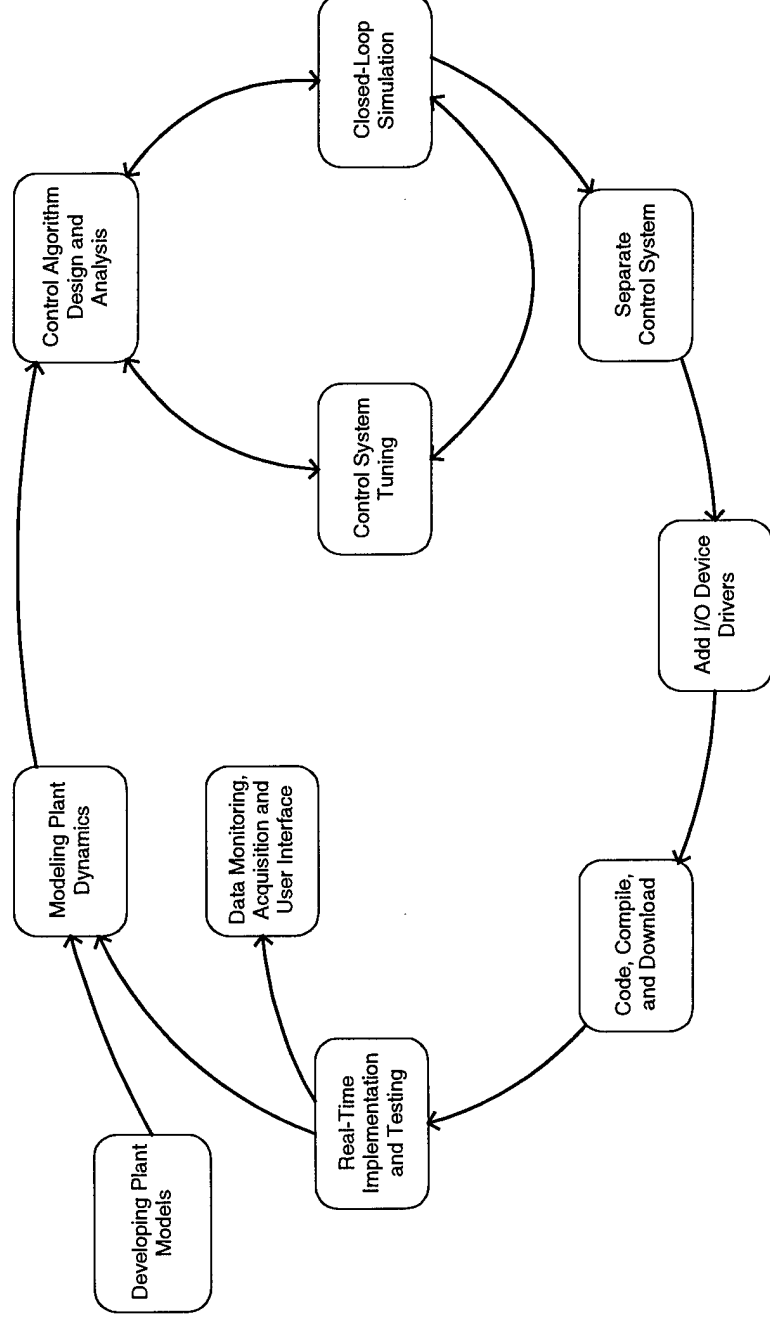 Developing Plant
Models
Modeling Plant
Dynamics
Control Algorithm
Design and
Analysis
Closed-Loop
Simulation
Control System
Tuning
Separate
Control System
Add I/O Device
Drivers
Code, Compile,
and Download
Real-Time
Implementation
and Testing
Data Monitoring,
Acquisition and
User Interface